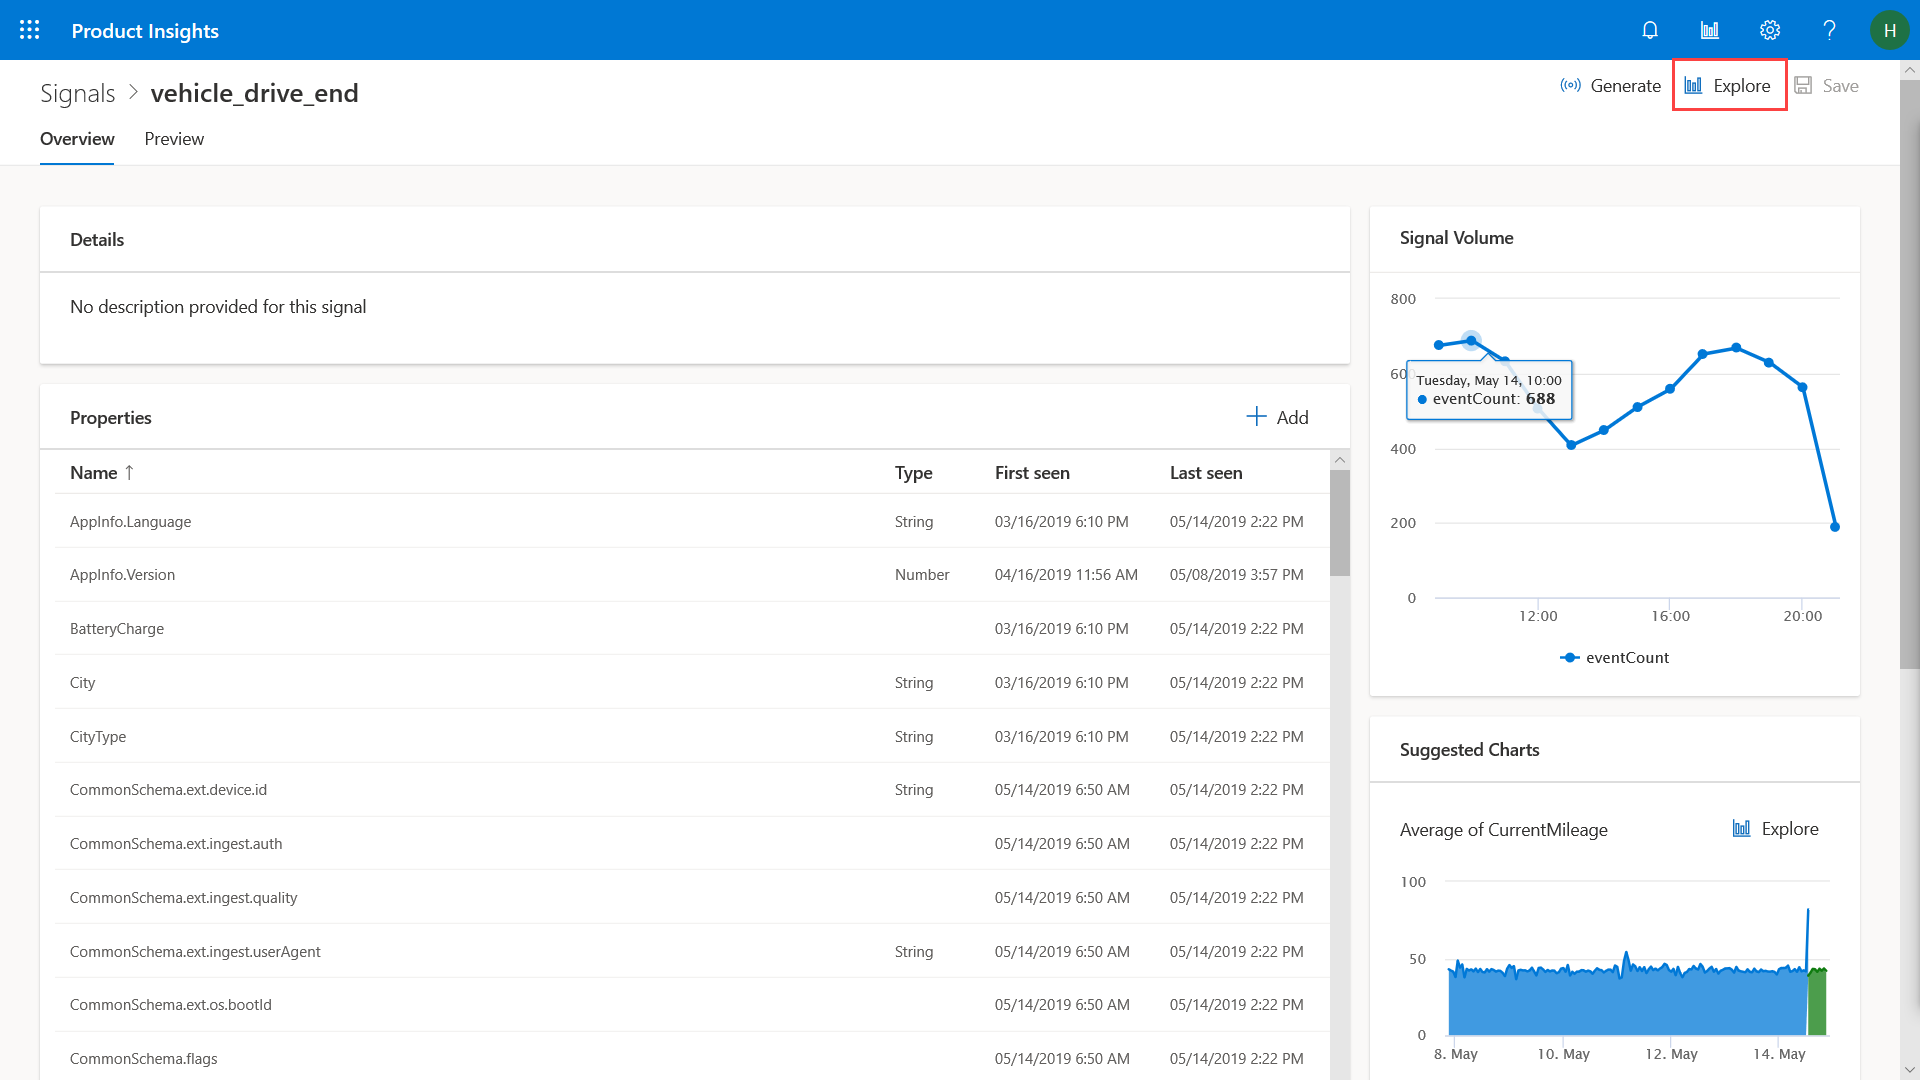 Product Insights
H
Signals > vehicle_drive_end
Generate
Explore
Save
Overview
Preview
Details
No description provided for this signal
Properties
Add
Name ↑ Type First seen Last seen
AppInfo.Language String 03/16/2019 6:10 PM 05/14/2019 2:22 PM
AppInfo.Version Number 04/16/2019 11:56 AM 05/08/2019 3:57 PM
BatteryCharge 03/16/2019 6:10 PM 05/14/2019 2:22 PM
City String 03/16/2019 6:10 PM 05/14/2019 2:22 PM
CityType String 03/16/2019 6:10 PM 05/14/2019 2:22 PM
CommonSchema.ext.device.id String 05/14/2019 6:50 AM 05/14/2019 2:22 PM
CommonSchema.ext.ingest.auth 05/14/2019 6:50 AM 05/14/2019 2:22 PM
CommonSchema.ext.ingest.quality 05/14/2019 6:50 AM 05/14/2019 2:22 PM
CommonSchema.ext.ingest.userAgent String 05/14/2019 6:50 AM 05/14/2019 2:22 PM
CommonSchema.ext.os.bootId 05/14/2019 6:50 AM 05/14/2019 2:22 PM
CommonSchema.flags 05/14/2019 6:50 AM 05/14/2019 2:22 PM
Signal Volume
800
600
400
200
0
Tuesday, May 14, 10:00
eventCount: 688
12:00 16:00 20:00
eventCount
Suggested Charts
Average of CurrentMileage
Explore
100
50
0
8. May 10. May 12. May 14. May